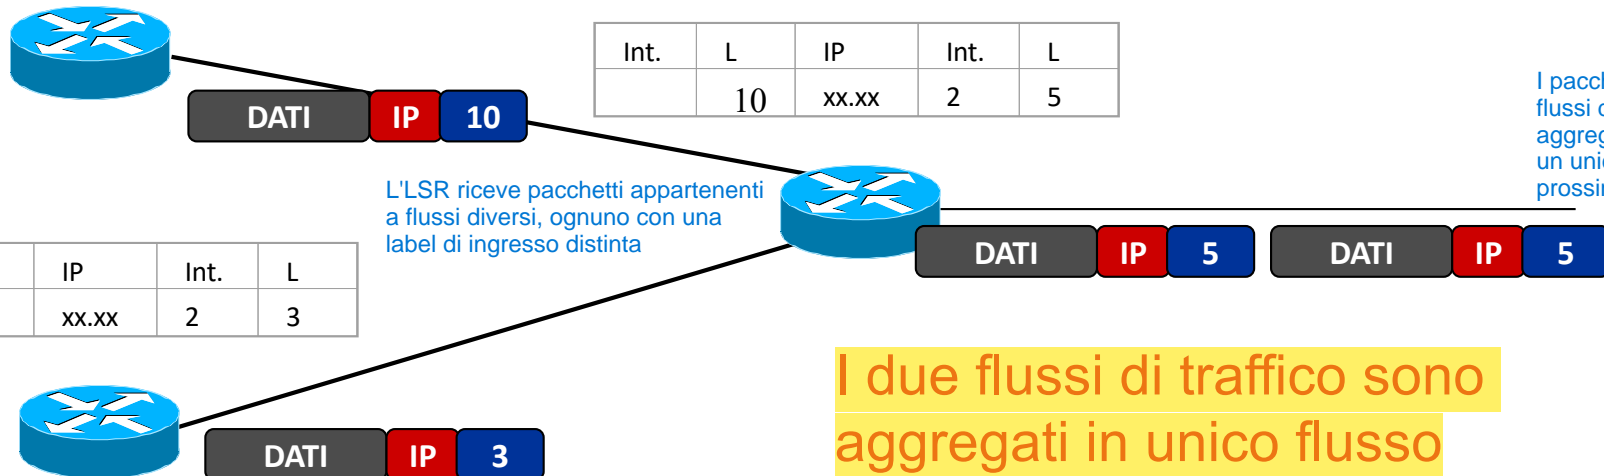 Int. L IP Int. L
10 xx.xx 2 5
DATI IP 10
I
flussi
un
L'LSR riceve pacchetti appartenenti
a flussi diversi, ognuno con una
label di ingresso distinta
IP Int. L
xx.xx 2 3
DATI IP 5 DATI IP 5
I due flussi di traffico sono
aggregati in unico flusso
DATI IP 3